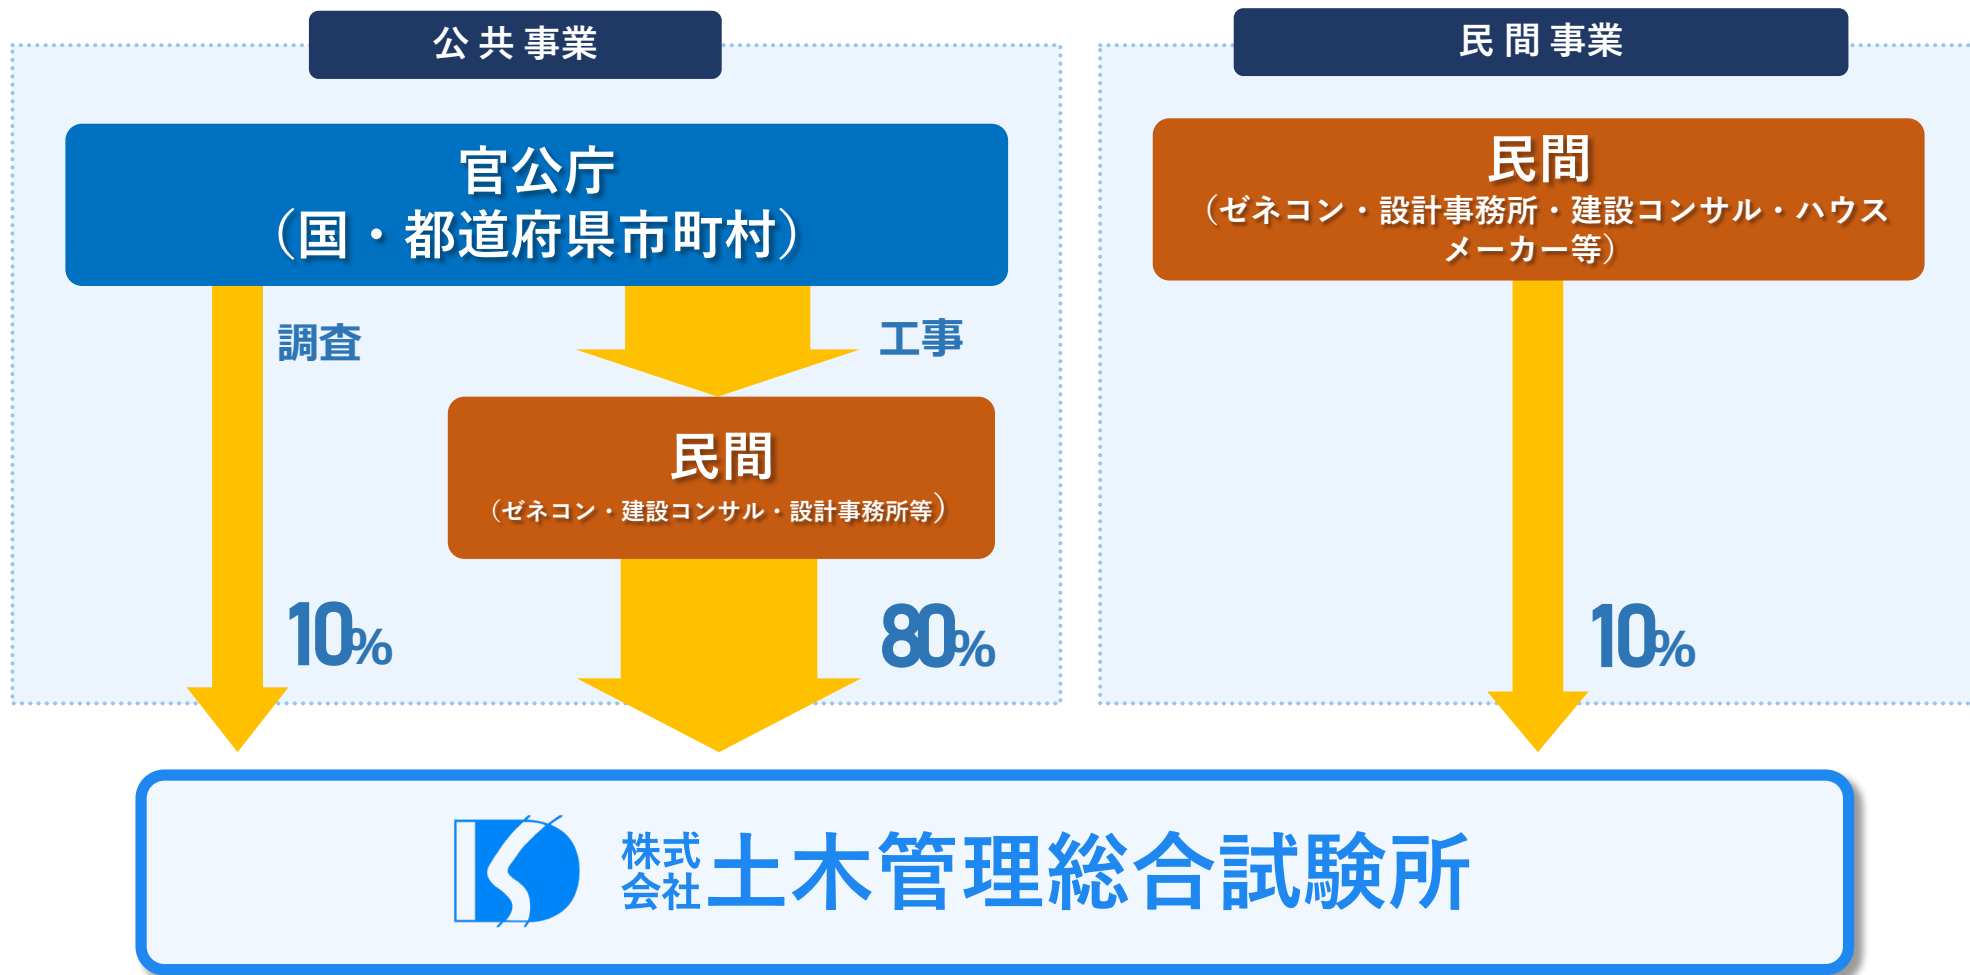 公共事業
官公庁
（国・都道府県市町村）
調査
工事
民間
（ゼネコン・建設コンサル・設計事務所等）
10%
80%
民間事業
民間
（ゼネコン・設計事務所・建設コンサル・ハウス
メーカー等）
10%
株式
会社
土木管理総合試験所